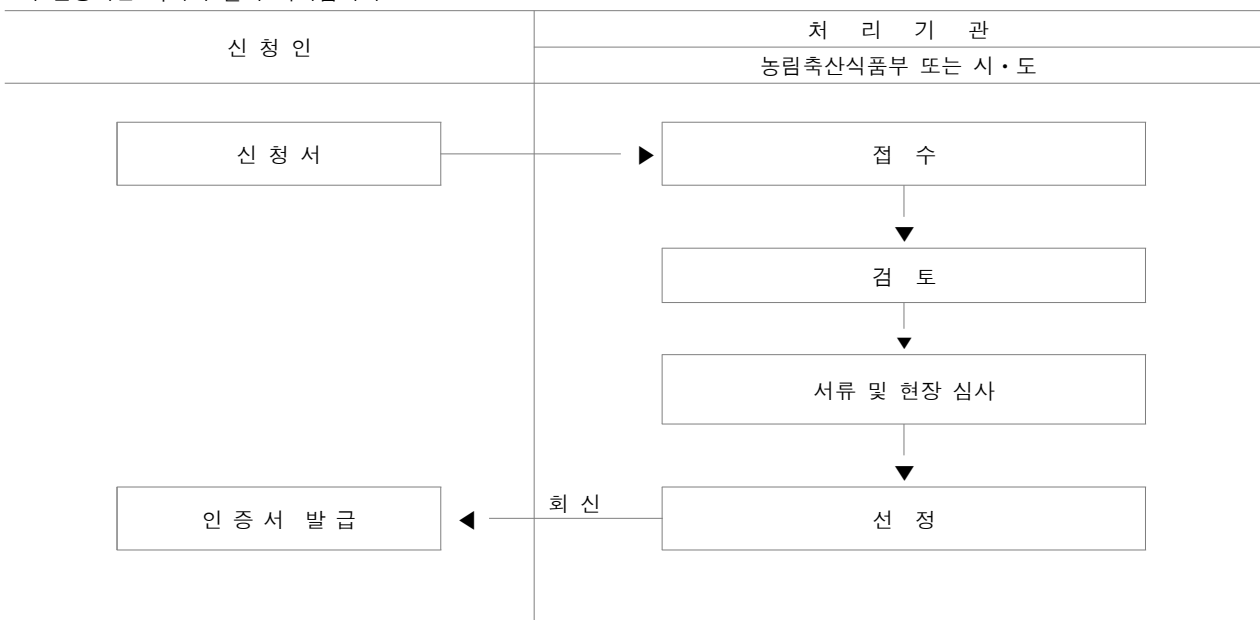 신 청 인
처 리 기 관
농림축산식품부 또는 시・도
신 청 서
접 수
검 토
서류 및 현장 심사
회 신
인 증 서 발 급
선 정